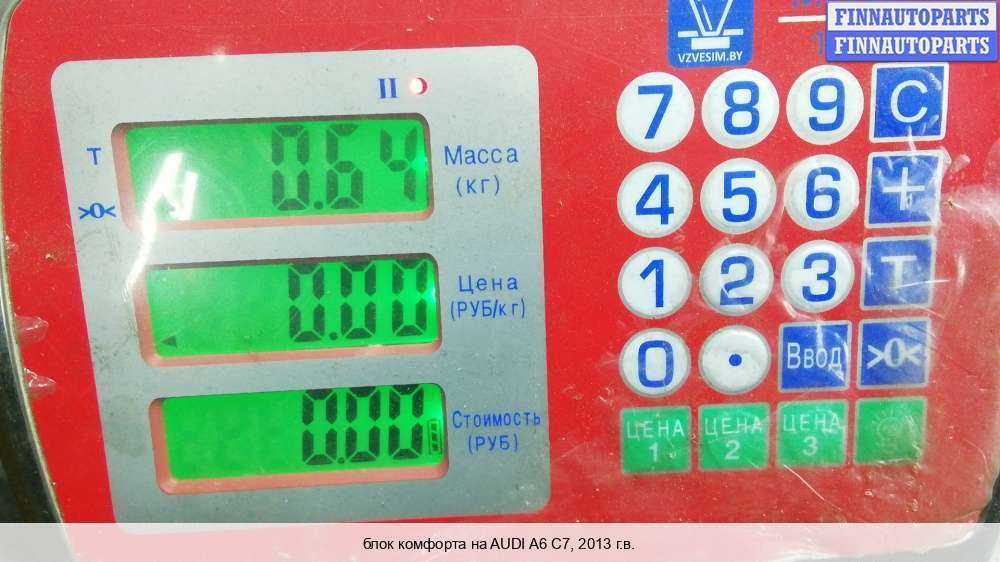 FINNAUTOPARTS
FINNAUTOPARTS
VZVESIM.BY
II
T
>0<
0.64
Масса
(кг)
0.00
Цена
(РУБ/кг)
0.00
Стоимость
(РУБ)
7 8 9 C
4 5 6 +
1 2 3 T
0 . Ввод >0<
ЦЕНА 1 ЦЕНА 2 ЦЕНА 3
блок комфорта на AUDI A6 C7, 2013 г.в.